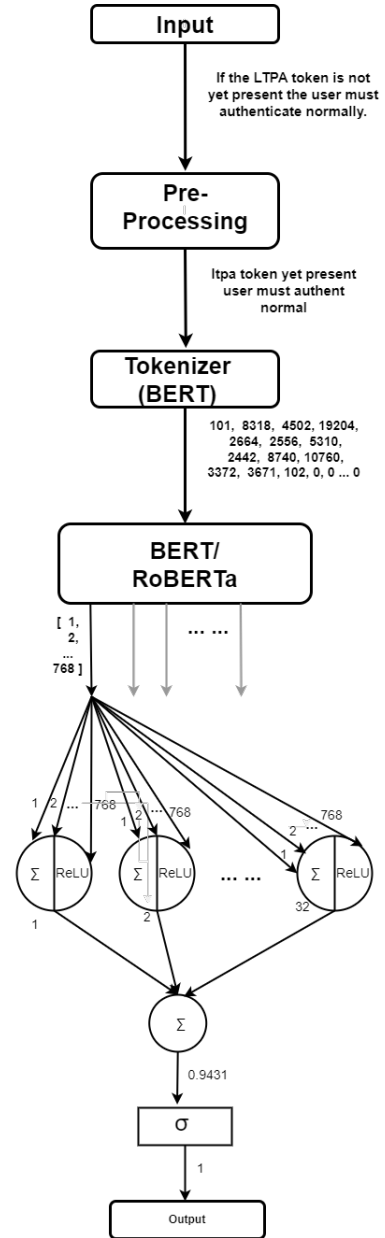 Input
If the LTPA token is not
yet present the user must
authenticate normally.
Pre-
Processing
ltpa token yet present
user must authent
normal
Tokenizer
(BERT)
101, 8318, 4502, 19204,
2664, 2556, 5310,
2442, 8740, 10760,
3372, 3671, 102, 0, 0 ... 0
BERT/
RoBERTa
[ 1,
2,
...
768 ]
... ...
1 2 ... 768
1 2 ... 768
1 2 ... 768
Σ ReLU
Σ ReLU
... ...
Σ ReLU
1
2
32
Σ
0.9431
σ
1
Output